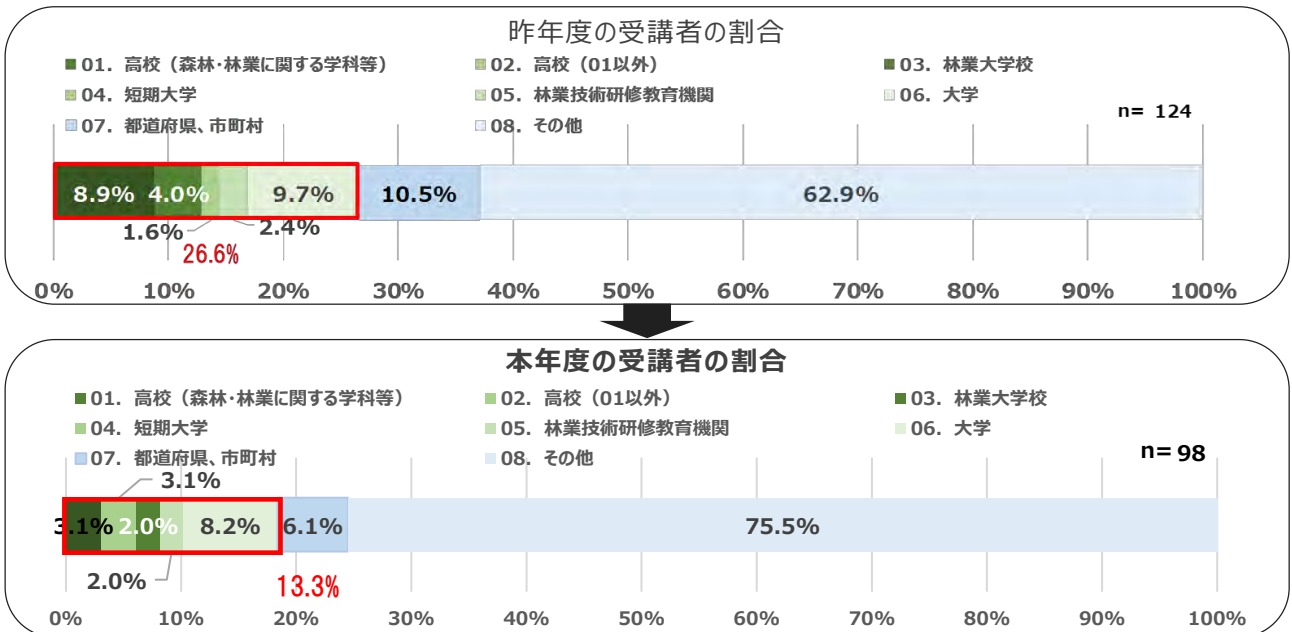 昨年度の受講者の割合
01. 高校（森林・林業に関する学科等） 02. 高校（01以外） 03. 林業大学校
04. 短期大学 05. 林業技術研修教育機関 06. 大学
07. 都道府県、市町村 08. その他
n= 124
8.9% 4.0% 9.7% 10.5% 62.9%
1.6% 2.4%
26.6%
0% 10% 20% 30% 40% 50% 60% 70% 80% 90% 100%
本年度の受講者の割合
01. 高校（森林・林業に関する学科等） 02. 高校（01以外） 03. 林業大学校
04. 短期大学 05. 林業技術研修教育機関 06. 大学
07. 都道府県、市町村 08. その他
n= 98
3.1%
3.1% 2.0% 8.2% 6.1% 75.5%
2.0%
13.3%
0% 10% 20% 30% 40% 50% 60% 70% 80% 90% 100%